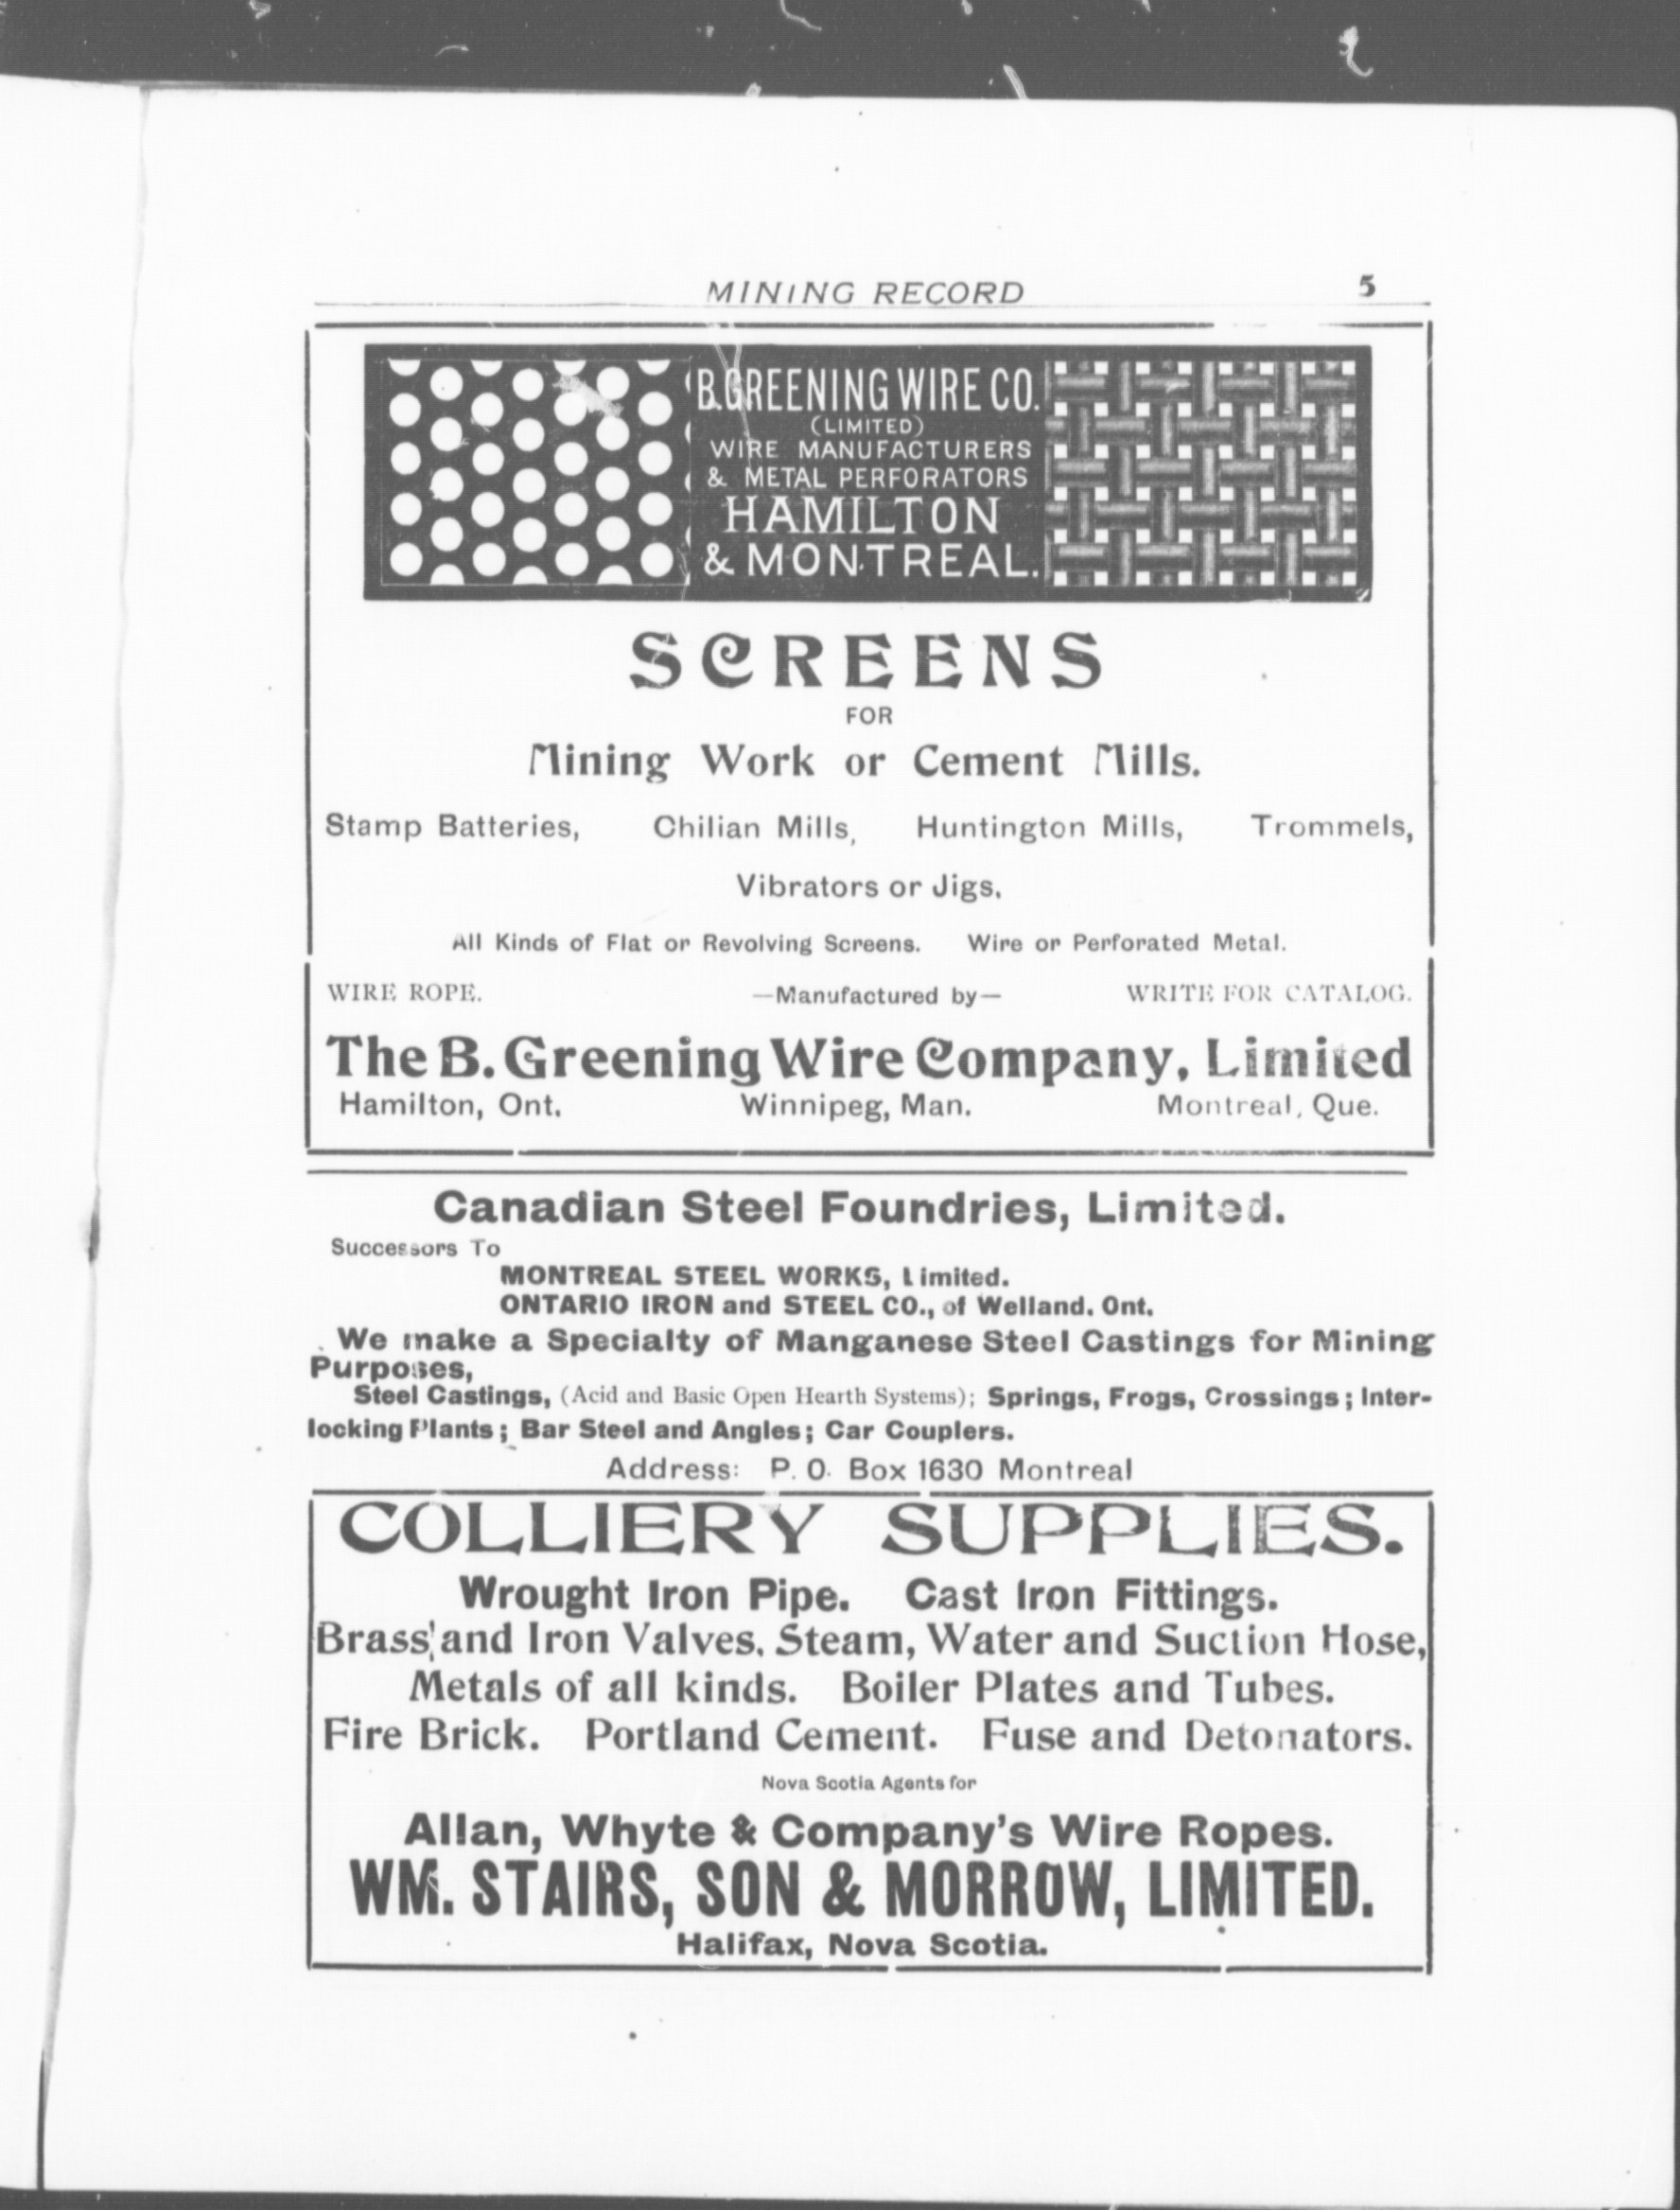 MINING RECORD 5
B. GREENING WIRE CO.
(LIMITED)
WIRE MANUFACTURERS
& METAL PERFORATORS
HAMILTON
& MONTREAL.
SCREENS
FOR
Mining Work or Cement Mills.
Stamp Batteries, Chilian Mills, Huntington Mills, Trommels,
Vibrators or Jigs.
All Kinds of Flat or Revolving Screens. Wire or Perforated Metal.
WIRE ROPE. —Manufactured by— WRITE FOR CATALOG.
The B. Greening Wire Company, Limited
Hamilton, Ont. Winnipeg, Man. Montreal, Que.
Canadian Steel Foundries, Limited.
Successors To
MONTREAL STEEL WORKS, Limited.
ONTARIO IRON and STEEL CO., of Welland. Ont.
We make a Specialty of Manganese Steel Castings for Mining
Purposes,
Steel Castings, (Acid and Basic Open Hearth Systems); Springs, Frogs, Crossings; Inter-
locking Plants; Bar Steel and Angles; Car Couplers.
Address: P. O. Box 1630 Montreal
COLLIERY SUPPLIES.
Wrought Iron Pipe. Cast Iron Fittings.
Brass and Iron Valves. Steam, Water and Suction Hose,
Metals of all kinds. Boiler Plates and Tubes.
Fire Brick. Portland Cement. Fuse and Detonators.
Nova Scotia Agents for
Allan, Whyte & Company's Wire Ropes.
WM. STAIRS, SON & MORROW, LIMITED.
Halifax, Nova Scotia.